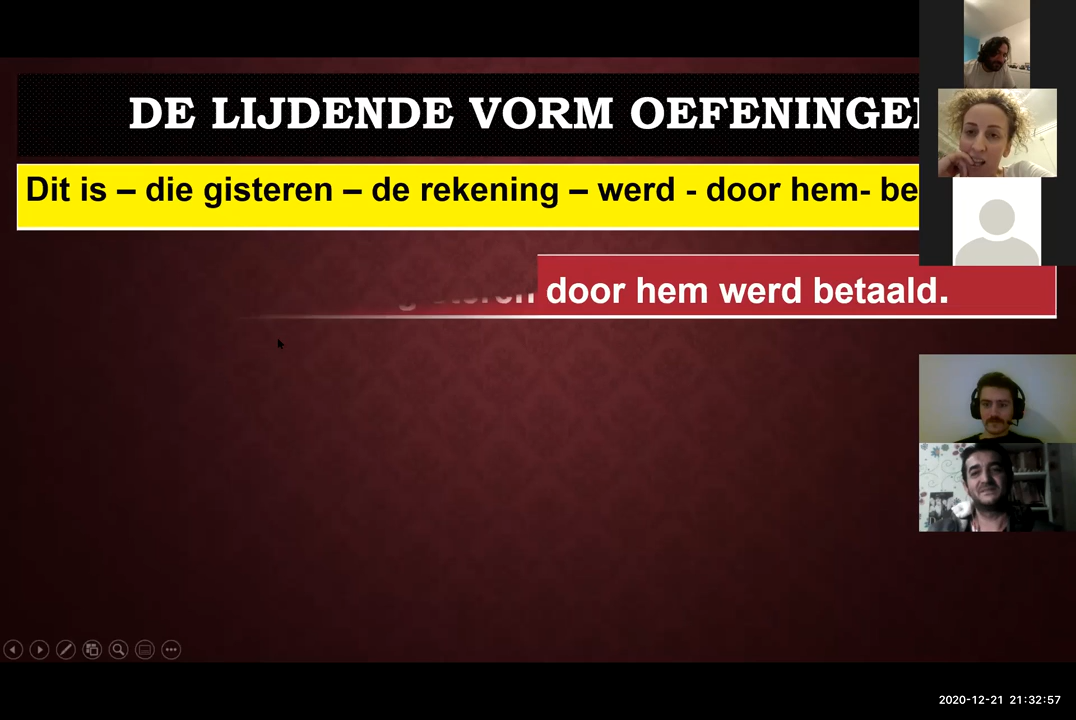 DE LIJDENDE VORM OEFENINGE
Dit is – die gisteren – de rekening – werd - door hem- be
gisteren door hem werd betaald.
2020-12-21 21:32:57